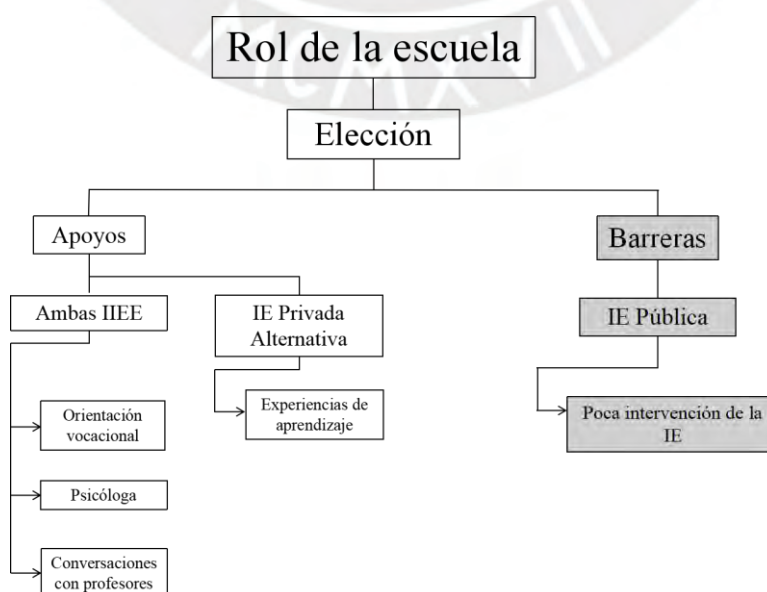 MCMXVII
Rol de la escuela
Elección
Apoyos
Barreras
Ambas IIEE
IE Privada
Alternativa
IE Pública
Orientación
vocacional
Experiencias de
aprendizaje
Poca intervención de la
IE
Psicóloga
Conversaciones
con profesores